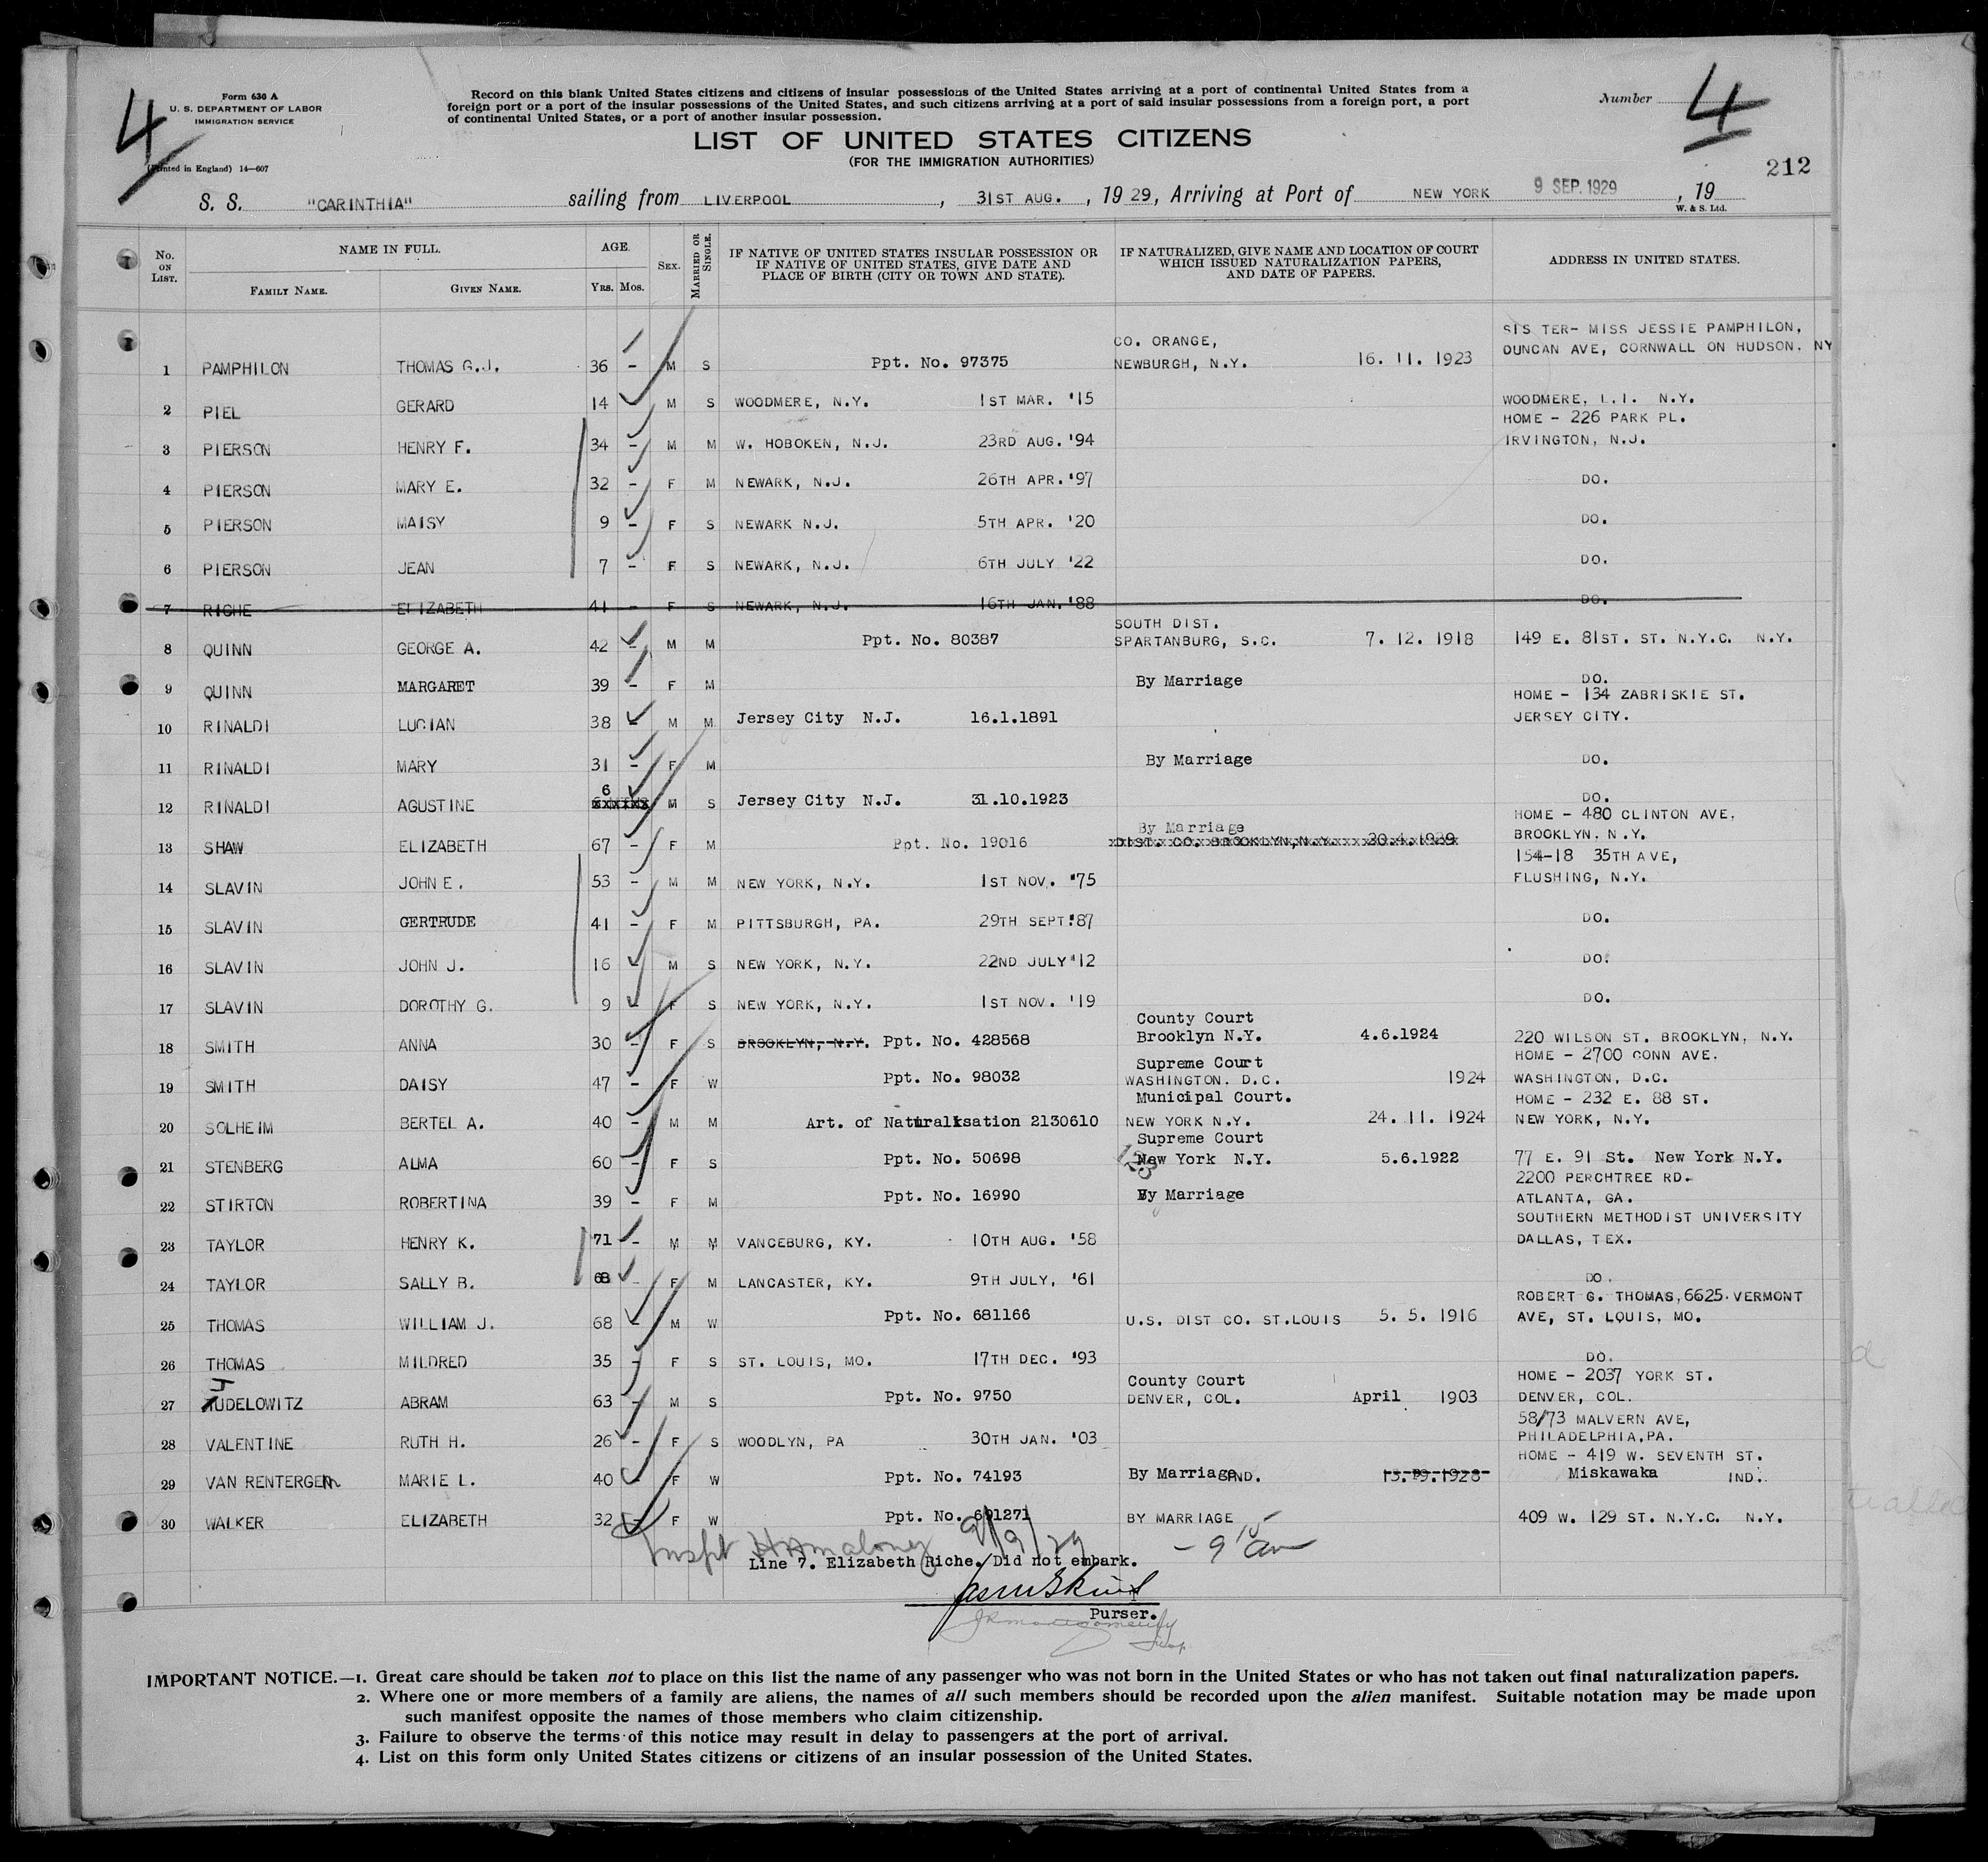 4
Form 630 A
U. S. DEPARTMENT OF LABOR
IMMIGRATION SERVICE
(Printed in England) 14—607
Record on this blank United States citizens and citizens of insular possessions of the United States arriving at a port of continental United States from a
foreign port or a port of the insular possessions of the United States, and such citizens arriving at a port of said insular possessions from a foreign port, a port
of continental United States, or a port of another insular possession.
Number 4
LIST OF UNITED STATES CITIZENS
(FOR THE IMMIGRATION AUTHORITIES)
212
S. S. "CARINTHIA" sailing from LIVERPOOL, 31ST AUG., 1929, Arriving at Port of NEW YORK 9 SEP. 1929, 19
W. & S. Ltd.
No. ON LIST. NAME IN FULL. FAMILY NAME. GIVEN NAME. AGE. YRS. MOS. SEX. MARRIED OR SINGLE. IF NATIVE OF UNITED STATES INSULAR POSSESSION OR IF NATIVE OF UNITED STATES, GIVE DATE AND PLACE OF BIRTH (CITY OR TOWN AND STATE). IF NATURALIZED, GIVE NAME AND LOCATION OF COURT WHICH ISSUED NATURALIZATION PAPERS, AND DATE OF PAPERS. ADDRESS IN UNITED STATES.
CO. ORANGE, SIS TER- MISS JESSIE PAMPHILON,
1 PAMPHILON THOMAS G.J. 36 - M S Ppt. No. 97375 NEWBURGH, N.Y. 16. 11. 1923 DUNCAN AVE, CORNWALL ON HUDSON. NY
2 PIEL GERARD 14 M S WOODMERE, N.Y. 1ST MAR. '15 WOODMERE, L.I. N.Y.
HOME - 226 PARK PL.
3 PIERSON HENRY F. 34 - M M W. HOBOKEN, N.J. 23RD AUG. '94 IRVINGTON, N.J.
4 PIERSON MARY E. 32 - F M NEWARK, N.J. 26TH APR. '97 DO.
5 PIERSON MAISY 9 - F S NEWARK N.J. 5TH APR. '20 DO.
6 PIERSON JEAN 7 - F S NEWARK, N.J. 6TH JULY '22 DO.
7 RICHE ELIZABETH 41 - F S NEWARK, N.J. 16TH JAN. '88 DO.
SOUTH DIST.
8 QUINN GEORGE A. 42 - M M Ppt. No. 80387 SPARTANBURG, S.C. 7. 12. 1918 149 E. 81ST. ST. N.Y.C. N.Y.
9 QUINN MARGARET 39 - F M By Marriage DO.
HOME - 134 ZABRISKIE ST.
10 RINALDI LUCIAN 38 - M M Jersey City N.J. 16.1.1891 JERSEY CITY.
11 RINALDI MARY 31 - F M By Marriage DO.
12 RINALDI AGUSTINE 6 M S Jersey City N.J. 31.10.1923 DO.
By Marriage HOME - 480 CLINTON AVE,
13 SHAW ELIZABETH 67 - F M Ppt. No. 19016 DIST. CO. BROOKLYN, N.Y. 30.4.1929 BROOKLYN. N.Y.
154-18 35TH AVE,
14 SLAVIN JOHN E. 53 - M M NEW YORK, N.Y. 1ST NOV. '75 FLUSHING, N.Y.
15 SLAVIN GERTRUDE 41 - F M PITTSBURGH, PA. 29TH SEPT.'87 DO.
16 SLAVIN JOHN J. 16 - M S NEW YORK, N.Y. 22ND JULY '12 DO.
17 SLAVIN DOROTHY G. 9 - F S NEW YORK, N.Y. 1ST NOV. '19 DO.
County Court
18 SMITH ANNA 30 - F S BROOKLYN, N.Y. Ppt. No. 428568 Brooklyn N.Y. 4.6.1924 220 WILSON ST. BROOKLYN, N.Y.
Supreme Court HOME - 2700 CONN AVE.
19 SMITH DAISY 47 - F W Ppt. No. 98032 WASHINGTON. D.C. 1924 WASHINGTON, D.C.
Municipal Court. HOME - 232 E. 88 ST.
20 SOLHEIM BERTEL A. 40 - M M Art. of Naturalisation 2130610 NEW YORK N.Y. 24. 11. 1924 NEW YORK, N.Y.
Supreme Court
21 STENBERG ALMA 60 - F S Ppt. No. 50698 New York N.Y. 5.6.1922 77 E. 91 St. New York N.Y.
2200 PERCHTREE RD.
22 STIRTON ROBERTINA 39 - F M Ppt. No. 16990 By Marriage ATLANTA, GA.
SOUTHERN METHODIST UNIVERSITY
23 TAYLOR HENRY K. 71 - M M VANCEBURG, KY. 10TH AUG. '58 DALLAS, TEX.
24 TAYLOR SALLY B. 68 - F M LANCASTER, KY. 9TH JULY, '61 DO.
ROBERT G. THOMAS, 6625 VERMONT
25 THOMAS WILLIAM J. 68 - M W Ppt. No. 681166 U.S. DIST CO. ST.LOUIS 5. 5. 1916 AVE, ST. LOUIS, MO.
26 THOMAS MILDRED 35 - F S ST. LOUIS, MO. 17TH DEC. '93 DO.
County Court HOME - 2037 YORK ST.
27 YUDELOWITZ ABRAM 63 - M S Ppt. No. 9750 DENVER, COL. April 1903 DENVER, COL.
58/73 MALVERN AVE,
28 VALENTINE RUTH H. 26 - F S WOODLYN, PA 30TH JAN. '03 PHILADELPHIA, PA.
HOME - 419 W. SEVENTH ST.
29 VAN RENTERGEM MARIE L. 40 - F W Ppt. No. 74193 By Marriage IND. Miskawaka IND.
30 WALKER ELIZABETH 32 - F W Ppt. No. 601271 BY MARRIAGE 409 W. 129 ST. N.Y.C. N.Y.
Inspt 9/9/29 - 9 15 am
Line 7. Elizabeth Riche. Did not embark.
Purser.
IMPORTANT NOTICE.—1. Great care should be taken not to place on this list the name of any passenger who was not born in the United States or who has not taken out final naturalization papers.
2. Where one or more members of a family are aliens, the names of all such members should be recorded upon the alien manifest. Suitable notation may be made upon
such manifest opposite the names of those members who claim citizenship.
3. Failure to observe the terms of this notice may result in delay to passengers at the port of arrival.
4. List on this form only United States citizens or citizens of an insular possession of the United States.